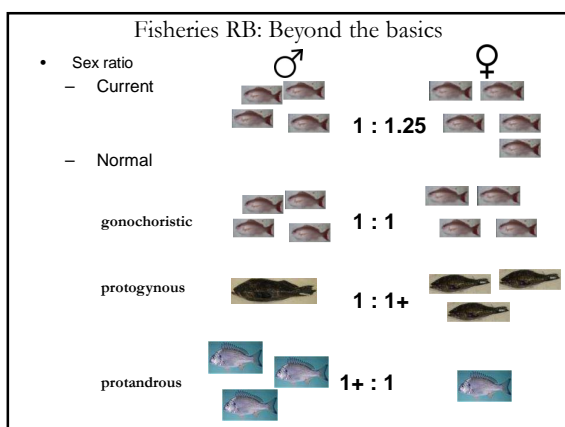 Fisheries RB: Beyond the basics
• Sex ratio ♂ ♀
– Current
1 : 1.25
– Normal
gonochoristic 1 : 1
protogynous 1 : 1+
protandrous 1+ : 1